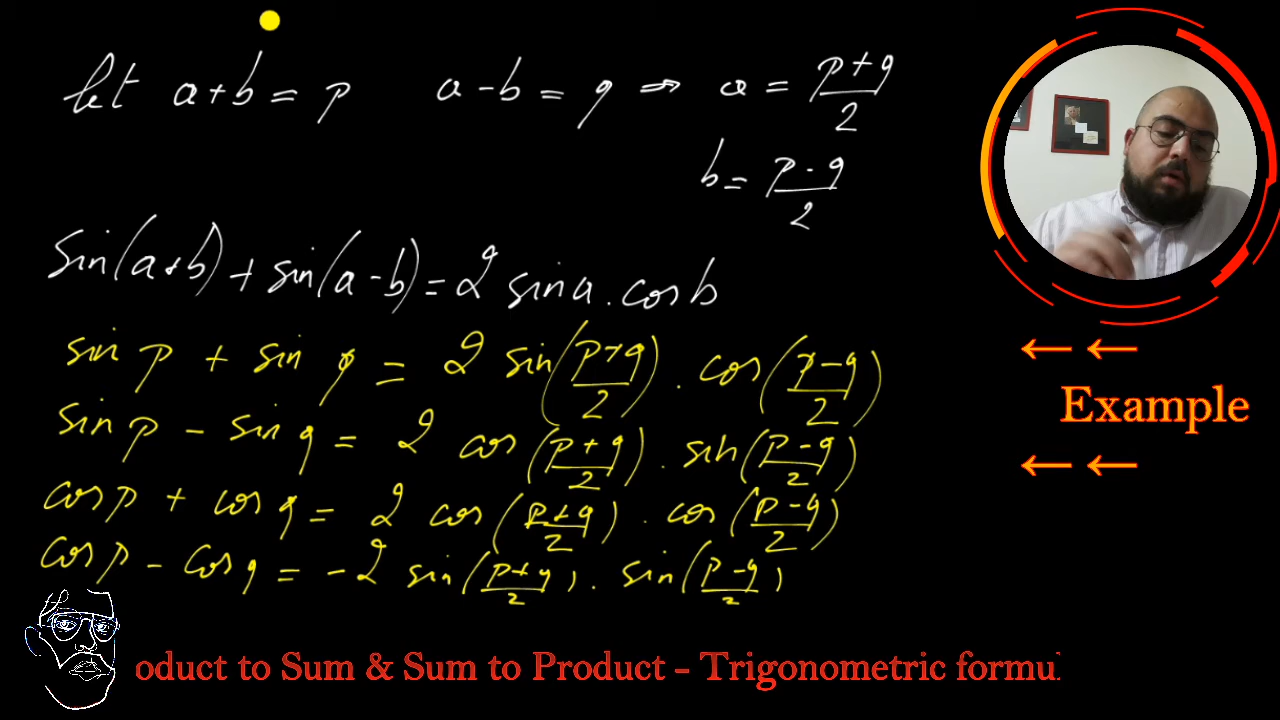 let a+b = p a-b = q ⇒ a = (p+q)/2
b = (p-q)/2
sin(a+b) + sin(a-b) = 2 sin a . cos b
sin p + sin q = 2 sin((p+q)/2) . cos((p-q)/2)
sin p - sin q = 2 cos((p+q)/2) . sin((p-q)/2)
cos p + cos q = 2 cos((p+q)/2) . cos((p-q)/2)
cos p - cos q = -2 sin((p+q)/2) . sin((p-q)/2)
← ←
Example
← ←
oduct to Sum & Sum to Product - Trigonometric formu